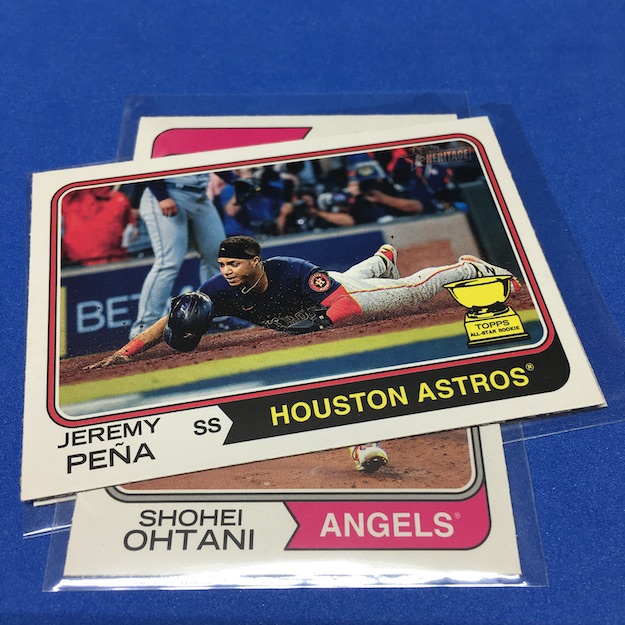 HERITAGE
BET
TOPPS
ALL-STAR ROOKIE
JEREMY
PEÑA
SS
HOUSTON ASTROS®
SHOHEI
OHTANI
ANGELS®